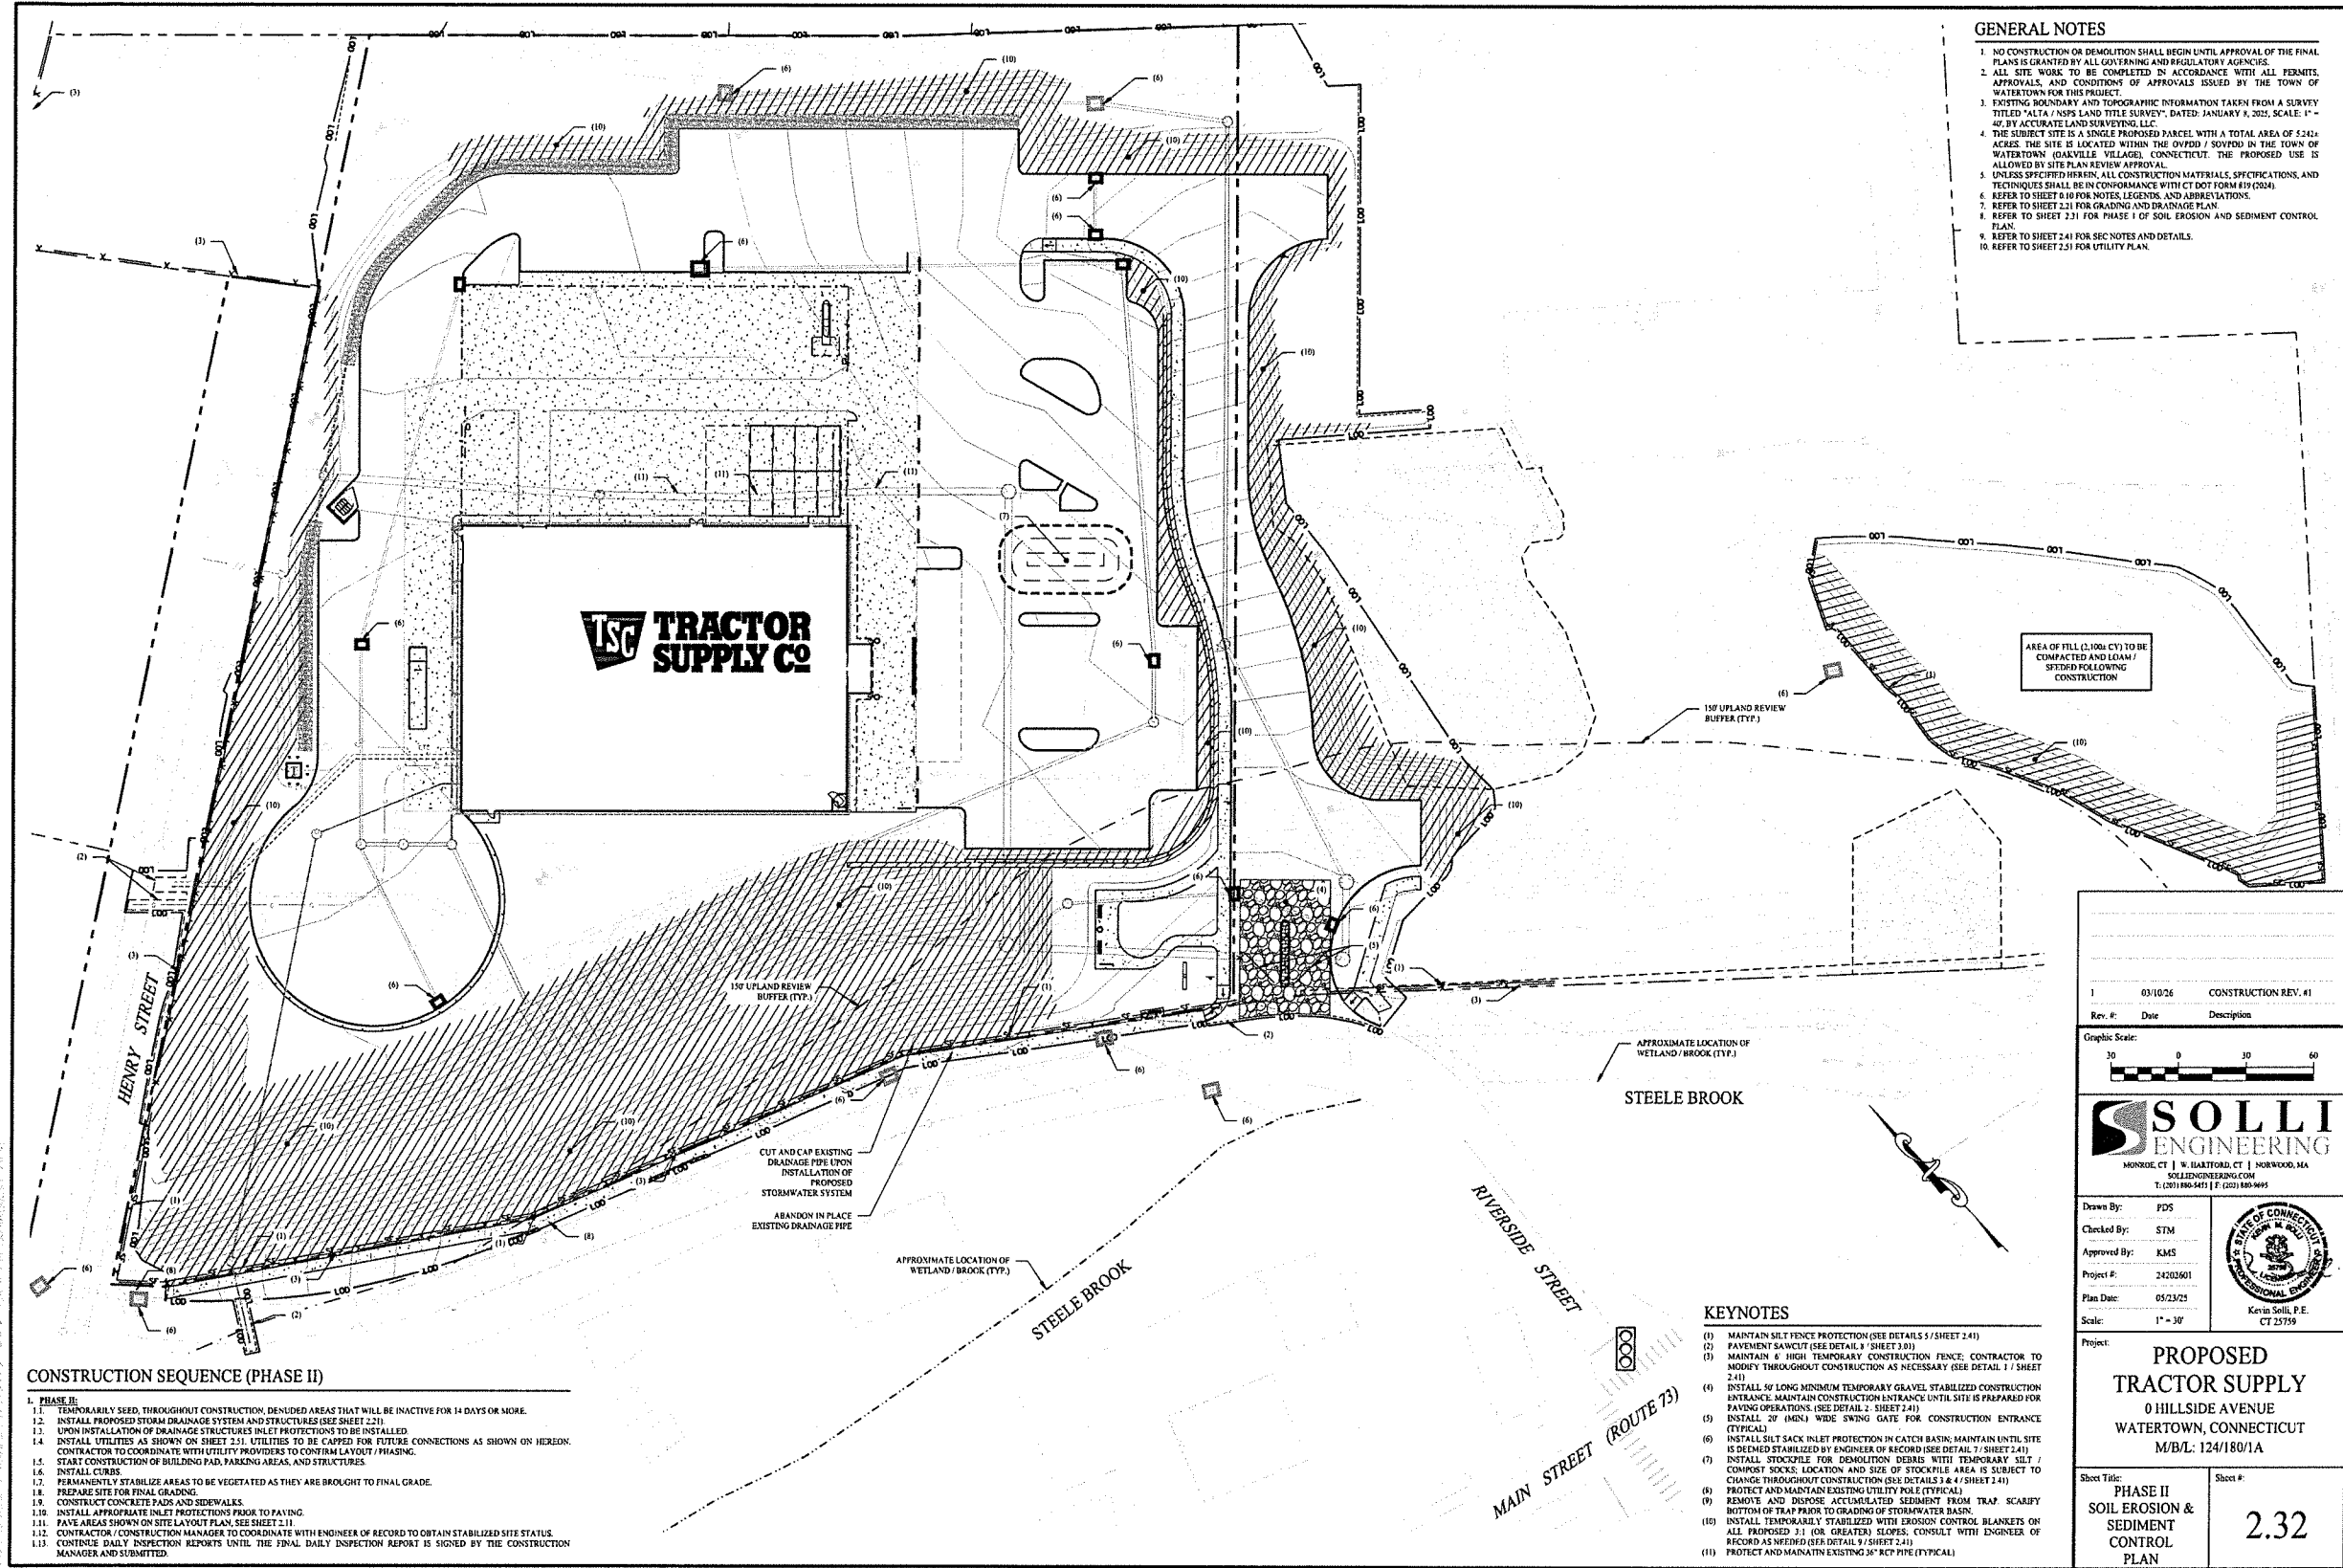 GENERAL NOTES
1. NO CONSTRUCTION OR DEMOLITION SHALL BEGIN UNTIL APPROVAL OF THE FINAL
PLANS IS GRANTED BY ALL GOVERNING AND REGULATORY AGENCIES.
2. ALL SITE WORK TO BE COMPLETED IN ACCORDANCE WITH ALL PERMITS,
APPROVALS, AND CONDITIONS OF APPROVALS ISSUED BY THE TOWN OF
WATERTOWN FOR THIS PROJECT.
3. EXISTING BOUNDARY AND TOPOGRAPHIC INFORMATION TAKEN FROM A SURVEY
TITLED "ALTA / NSPS LAND TITLE SURVEY", DATED: JANUARY 8, 2025, SCALE: 1" =
40', BY ACCURATE LAND SURVEYING, LLC.
4. THE SUBJECT SITE IS A SINGLE PROPOSED PARCEL WITH A TOTAL AREA OF 5.242±
ACRES. THE SITE IS LOCATED WITHIN THE OVPDD / SOVPDD IN THE TOWN OF
WATERTOWN (OAKVILLE VILLAGE), CONNECTICUT. THE PROPOSED USE IS
ALLOWED BY SITE PLAN REVIEW APPROVAL.
5. UNLESS SPECIFIED HEREIN, ALL CONSTRUCTION MATERIALS, SPECIFICATIONS, AND
TECHNIQUES SHALL BE IN CONFORMANCE WITH CT DOT FORM 819 (2024).
6. REFER TO SHEET 0.10 FOR NOTES, LEGENDS, AND ABBREVIATIONS.
7. REFER TO SHEET 2.21 FOR GRADING AND DRAINAGE PLAN.
8. REFER TO SHEET 2.31 FOR PHASE I OF SOIL EROSION AND SEDIMENT CONTROL
PLAN.
9. REFER TO SHEET 2.41 FOR SEC NOTES AND DETAILS.
10. REFER TO SHEET 2.51 FOR UTILITY PLAN.
TSC TRACTOR
SUPPLY CO
AREA OF FILL (2,100± CY) TO BE
COMPACTED AND LOAM /
SEEDED FOLLOWING
CONSTRUCTION
150' UPLAND REVIEW
BUFFER (TYP.)
150' UPLAND REVIEW
BUFFER (TYP.)
HENRY STREET
APPROXIMATE LOCATION OF
WETLAND / BROOK (TYP.)
STEELE BROOK
CUT AND CAP EXISTING
DRAINAGE PIPE UPON
INSTALLATION OF
PROPOSED
STORMWATER SYSTEM
ABANDON IN PLACE
EXISTING DRAINAGE PIPE
APPROXIMATE LOCATION OF
WETLAND / BROOK (TYP.)
STEELE BROOK
RIVERSIDE STREET
MAIN STREET (ROUTE 73)
CONSTRUCTION SEQUENCE (PHASE II)
1. PHASE II:
1.1. TEMPORARILY SEED, THROUGHOUT CONSTRUCTION, DENUDED AREAS THAT WILL BE INACTIVE FOR 14 DAYS OR MORE.
1.2. INSTALL PROPOSED STORM DRAINAGE SYSTEM AND STRUCTURES (SEE SHEET 2.21).
1.3. UPON INSTALLATION OF DRAINAGE STRUCTURES INLET PROTECTIONS TO BE INSTALLED.
1.4. INSTALL UTILITIES AS SHOWN ON SHEET 2.51. UTILITIES TO BE CAPPED FOR FUTURE CONNECTIONS AS SHOWN ON HEREON.
CONTRACTOR TO COORDINATE WITH UTILITY PROVIDERS TO CONFIRM LAYOUT / PHASING.
1.5. START CONSTRUCTION OF BUILDING PAD, PARKING AREAS, AND STRUCTURES.
1.6. INSTALL CURBS.
1.7. PERMANENTLY STABILIZE AREAS TO BE VEGETATED AS THEY ARE BROUGHT TO FINAL GRADE.
1.8. PREPARE SITE FOR FINAL GRADING.
1.9. CONSTRUCT CONCRETE PADS AND SIDEWALKS.
1.10. INSTALL APPROPRIATE INLET PROTECTIONS PRIOR TO PAVING.
1.11. PAVE AREAS SHOWN ON SITE LAYOUT PLAN, SEE SHEET 2.11.
1.12. CONTRACTOR / CONSTRUCTION MANAGER TO COORDINATE WITH ENGINEER OF RECORD TO OBTAIN STABILIZED SITE STATUS.
1.13. CONTINUE DAILY INSPECTION REPORTS UNTIL THE FINAL DAILY INSPECTION REPORT IS SIGNED BY THE CONSTRUCTION
MANAGER AND SUBMITTED.
KEYNOTES
(1) MAINTAIN SILT FENCE PROTECTION (SEE DETAILS 5 / SHEET 2.41)
(2) PAVEMENT SAWCUT (SEE DETAIL 8 / SHEET 3.01)
(3) MAINTAIN 6' HIGH TEMPORARY CONSTRUCTION FENCE; CONTRACTOR TO
MODIFY THROUGHOUT CONSTRUCTION AS NECESSARY (SEE DETAIL 1 / SHEET
2.41)
(4) INSTALL 50' LONG MINIMUM TEMPORARY GRAVEL STABILIZED CONSTRUCTION
ENTRANCE. MAINTAIN CONSTRUCTION ENTRANCE UNTIL SITE IS PREPARED FOR
PAVING OPERATIONS. (SEE DETAIL 2 - SHEET 2.41)
(5) INSTALL 20' (MIN.) WIDE SWING GATE FOR CONSTRUCTION ENTRANCE
(TYPICAL)
(6) INSTALL SILT SACK INLET PROTECTION IN CATCH BASIN; MAINTAIN UNTIL SITE
IS DEEMED STABILIZED BY ENGINEER OF RECORD (SEE DETAIL 7 / SHEET 2.41)
(7) INSTALL STOCKPILE FOR DEMOLITION DEBRIS WITH TEMPORARY SILT /
COMPOST SOCKS; LOCATION AND SIZE OF STOCKPILE AREA IS SUBJECT TO
CHANGE THROUGHOUT CONSTRUCTION (SEE DETAILS 3 & 4 / SHEET 2.41)
(8) PROTECT AND MAINTAIN EXISTING UTILITY POLE (TYPICAL)
(9) REMOVE AND DISPOSE ACCUMULATED SEDIMENT FROM TRAP. SCARIFY
BOTTOM OF TRAP PRIOR TO GRADING OF STORMWATER BASIN.
(10) INSTALL TEMPORARILY STABILIZED WITH EROSION CONTROL BLANKETS ON
ALL PROPOSED 3:1 (OR GREATER) SLOPES; CONSULT WITH ENGINEER OF
RECORD AS NEEDED (SEE DETAIL 9 / SHEET 2.41)
(11) PROTECT AND MAINATIN EXISTING 36" RCP PIPE (TYPICAL)
1 03/10/26 CONSTRUCTION REV. #1
Rev. #: Date Description
Graphic Scale:
30 0 30 60
SOLLI
ENGINEERING
MONROE, CT | W. HARTFORD, CT | NORWOOD, MA
SOLLIENGINEERING.COM
T: (203) 880-5455 | F: (203) 880-9695
Drawn By: PDS
Checked By: STM
Approved By: KMS
Project #: 24202601
Plan Date: 05/23/25
Scale: 1" = 30'
STATE OF CONNECTICUT
KEVIN M. SOLLI
25759
LICENSED
PROFESSIONAL ENGINEER
Kevin Solli, P.E.
CT 25759
Project:
PROPOSED
TRACTOR SUPPLY
0 HILLSIDE AVENUE
WATERTOWN, CONNECTICUT
M/B/L: 124/180/1A
Sheet Title:
PHASE II
SOIL EROSION &
SEDIMENT
CONTROL
PLAN
Sheet #:
2.32